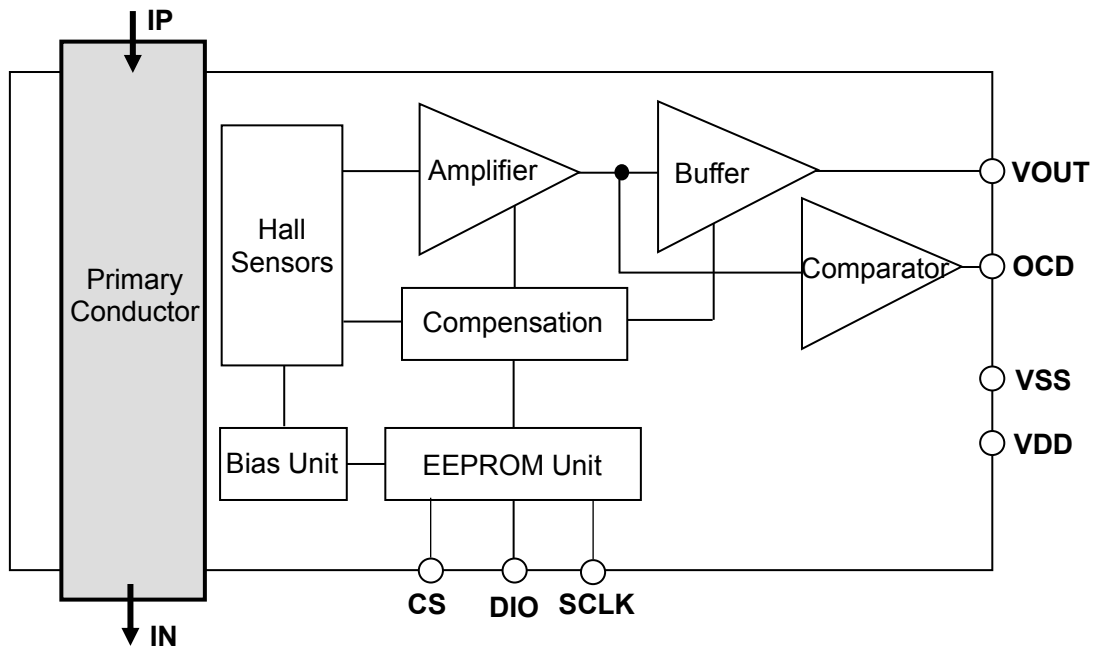 IP
Amplifier
Buffer
VOUT
Hall
Sensors
Comparator
OCD
Primary
Conductor
Compensation
VSS
VDD
Bias Unit
EEPROM Unit
CS
DIO
SCLK
IN